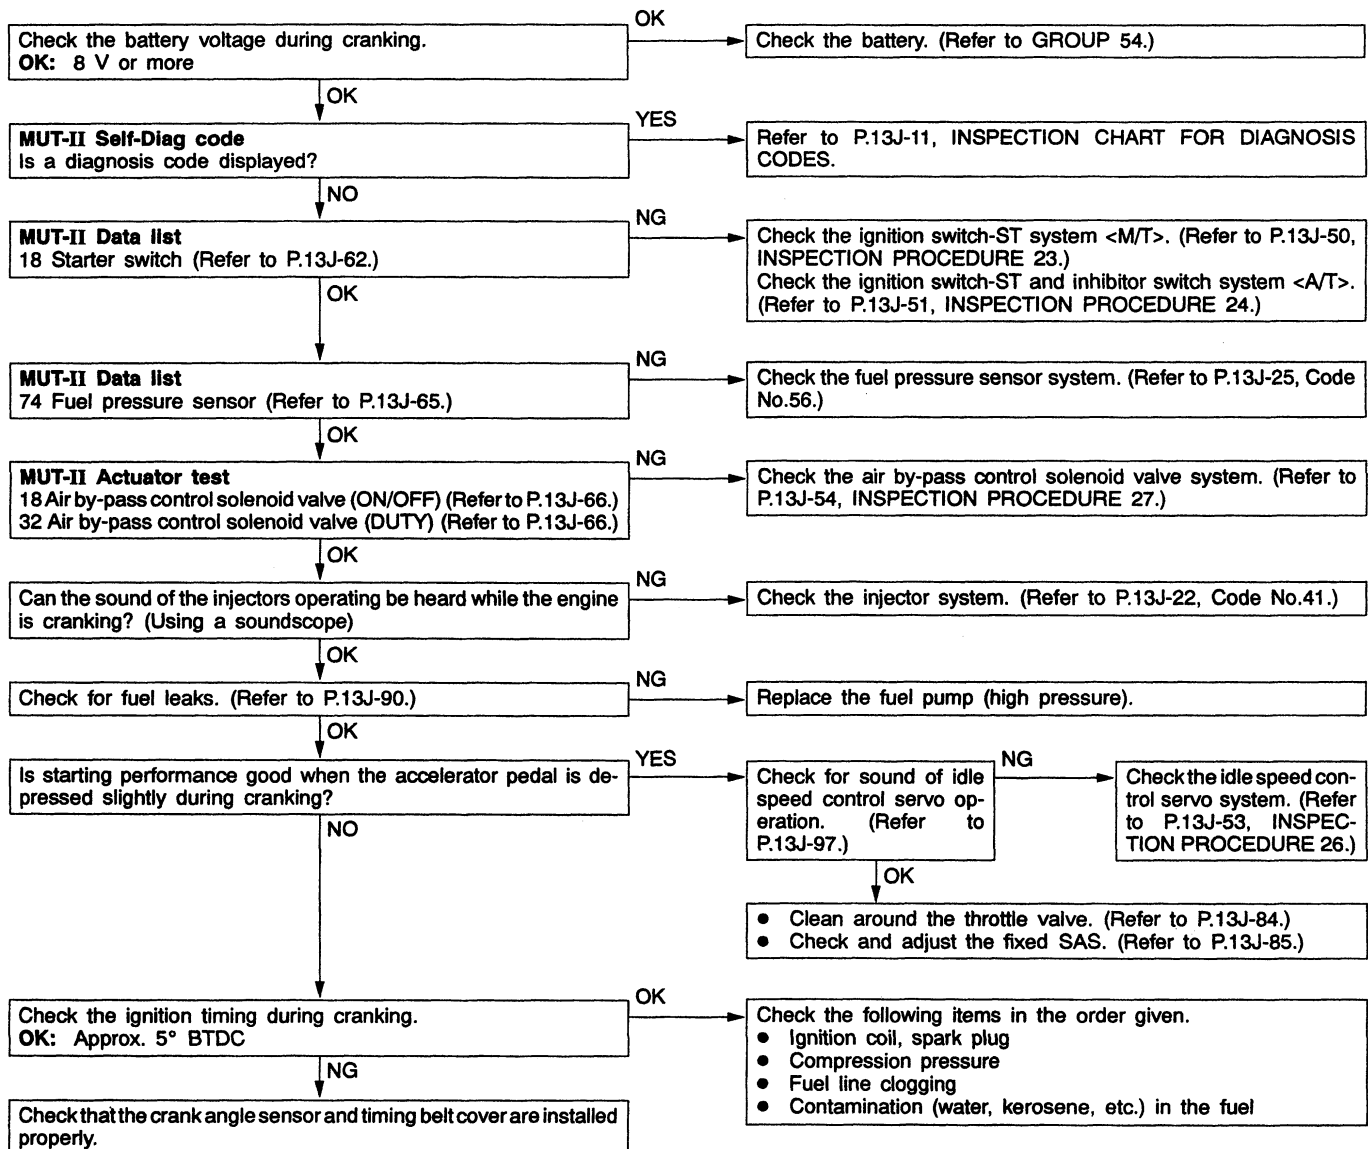 OK
Check the battery voltage during cranking.
OK: 8 V or more
Check the battery. (Refer to GROUP 54.)
OK
MUT-II Self-Diag code
Is a diagnosis code displayed?
YES
Refer to P.13J-11, INSPECTION CHART FOR DIAGNOSIS
CODES.
NO
MUT-II Data list
18 Starter switch (Refer to P.13J-62.)
NG
Check the ignition switch-ST system <M/T>. (Refer to P.13J-50,
INSPECTION PROCEDURE 23.)
Check the ignition switch-ST and inhibitor switch system <A/T>.
(Refer to P.13J-51, INSPECTION PROCEDURE 24.)
OK
MUT-II Data list
74 Fuel pressure sensor (Refer to P.13J-65.)
NG
Check the fuel pressure sensor system. (Refer to P.13J-25, Code
No.56.)
OK
MUT-II Actuator test
18 Air by-pass control solenoid valve (ON/OFF) (Refer to P.13J-66.)
32 Air by-pass control solenoid valve (DUTY) (Refer to P.13J-66.)
NG
Check the air by-pass control solenoid valve system. (Refer to
P.13J-54, INSPECTION PROCEDURE 27.)
OK
Can the sound of the injectors operating be heard while the engine
is cranking? (Using a soundscope)
NG
Check the injector system. (Refer to P.13J-22, Code No.41.)
OK
Check for fuel leaks. (Refer to P.13J-90.)
NG
Replace the fuel pump (high pressure).
OK
Is starting performance good when the accelerator pedal is de-
pressed slightly during cranking?
YES
Check for sound of idle
speed control servo op-
eration. (Refer to
P.13J-97.)
NG
Check the idle speed con-
trol servo system. (Refer
to P.13J-53, INSPEC-
TION PROCEDURE 26.)
OK
● Clean around the throttle valve. (Refer to P.13J-84.)
● Check and adjust the fixed SAS. (Refer to P.13J-85.)
NO
Check the ignition timing during cranking.
OK: Approx. 5° BTDC
OK
Check the following items in the order given.
● Ignition coil, spark plug
● Compression pressure
● Fuel line clogging
● Contamination (water, kerosene, etc.) in the fuel
NG
Check that the crank angle sensor and timing belt cover are installed
properly.